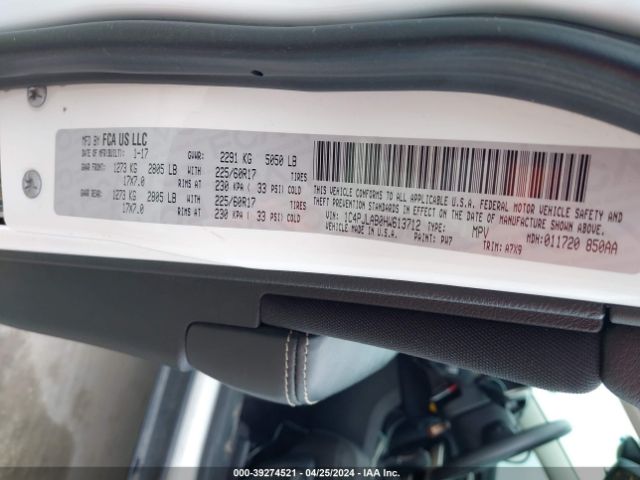 MFD BY FCA US LLC
DATE OF MFR(BUILT): 1-17 GVWR: 2291 KG 5050 LB
GAWR FRONT: 1273 KG 2805 LB WITH 225/60R17 TIRES
17X7.0 RIMS AT 230 KPA ( 33 PSI) COLD
GAWR REAR: 1273 KG 2805 LB WITH 225/60R17 TIRES
17X7.0 RIMS AT 230 KPA ( 33 PSI) COLD
THIS VEHICLE CONFORMS TO ALL APPLICABLE U.S.A. FEDERAL MOTOR VEHICLE SAFETY AND
THEFT PREVENTION STANDARDS IN EFFECT ON THE DATE OF MANUFACTURE SHOWN ABOVE.
VIN: 1C4PJLAB0HW613712 TYPE: MPV MDH: 011720 850AA
VEHICLE MADE IN U.S.A. PAINT: PW7 TRIM: A7X9
000-39274521 - 04/25/2024 - IAA Inc.